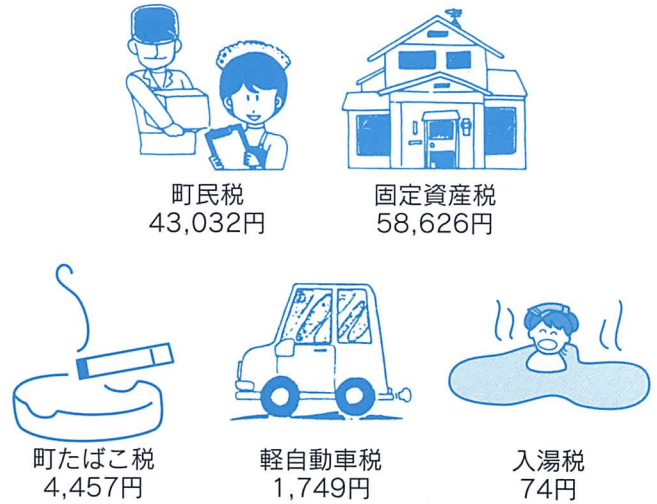 町民税
43,032円
固定資産税
58,626円
町たばこ税
4,457円
軽自動車税
1,749円
入湯税
74円